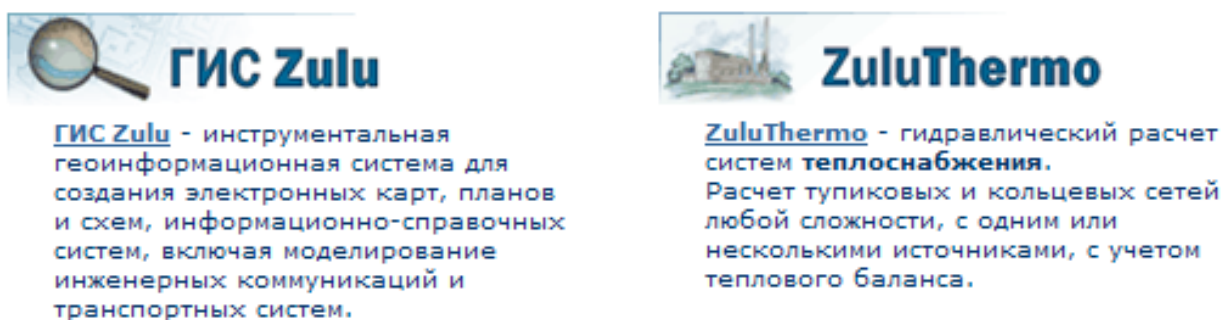 ГИС Zulu
ГИС Zulu - инструментальная
геоинформационная система для
создания электронных карт, планов
и схем, информационно-справочных
систем, включая моделирование
инженерных коммуникаций и
транспортных систем.
ZuluThermo
ZuluThermo - гидравлический расчет
систем теплоснабжения.
Расчет тупиковых и кольцевых сетей
любой сложности, с одним или
несколькими источниками, с учетом
теплового баланса.